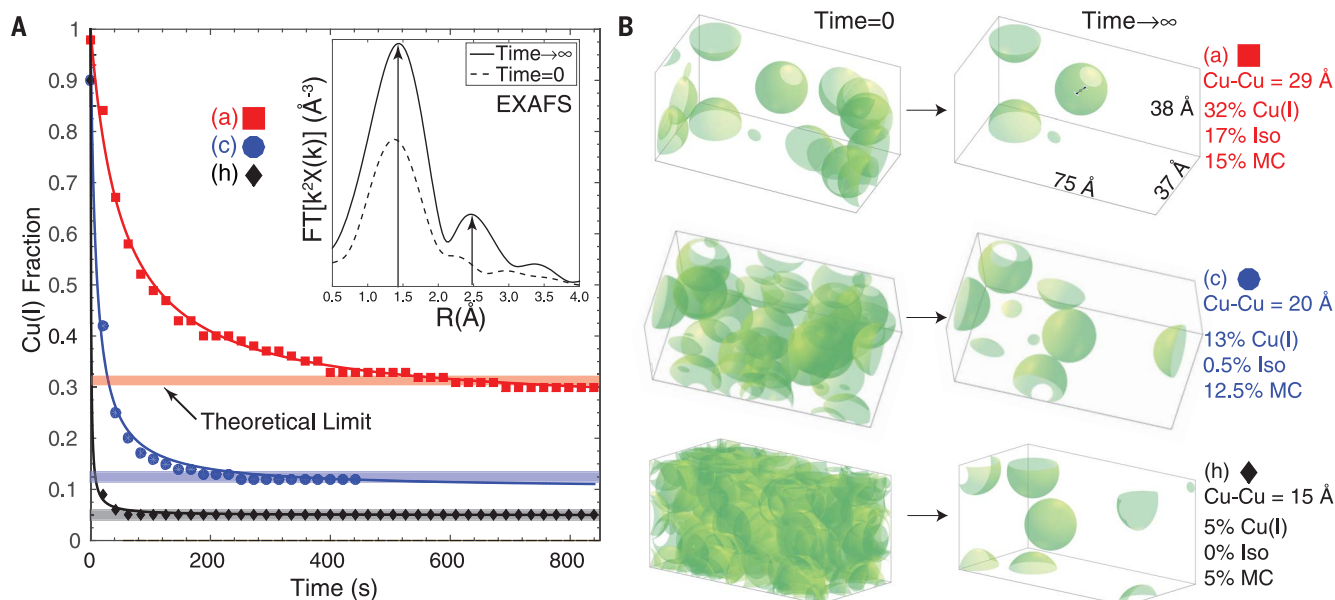 A
Cu(I) Fraction
1
0.9
0.8
0.7
0.6
0.5
0.4
0.3
0.2
0.1
0
0
200
400
600
800
Time (s)
(a)
(c)
(h)
Theoretical Limit
FT[k²X(k)] (Å-³)
Time→∞
Time=0
EXAFS
0.5
1.0
1.5
2.0
2.5
3.0
3.5
4.0
R(Å)
B
Time=0
Time→∞
38 Å
75 Å
37 Å
(a)
Cu-Cu = 29 Å
32% Cu(I)
17% Iso
15% MC
(c)
Cu-Cu = 20 Å
13% Cu(I)
0.5% Iso
12.5% MC
(h)
Cu-Cu = 15 Å
5% Cu(I)
0% Iso
5% MC